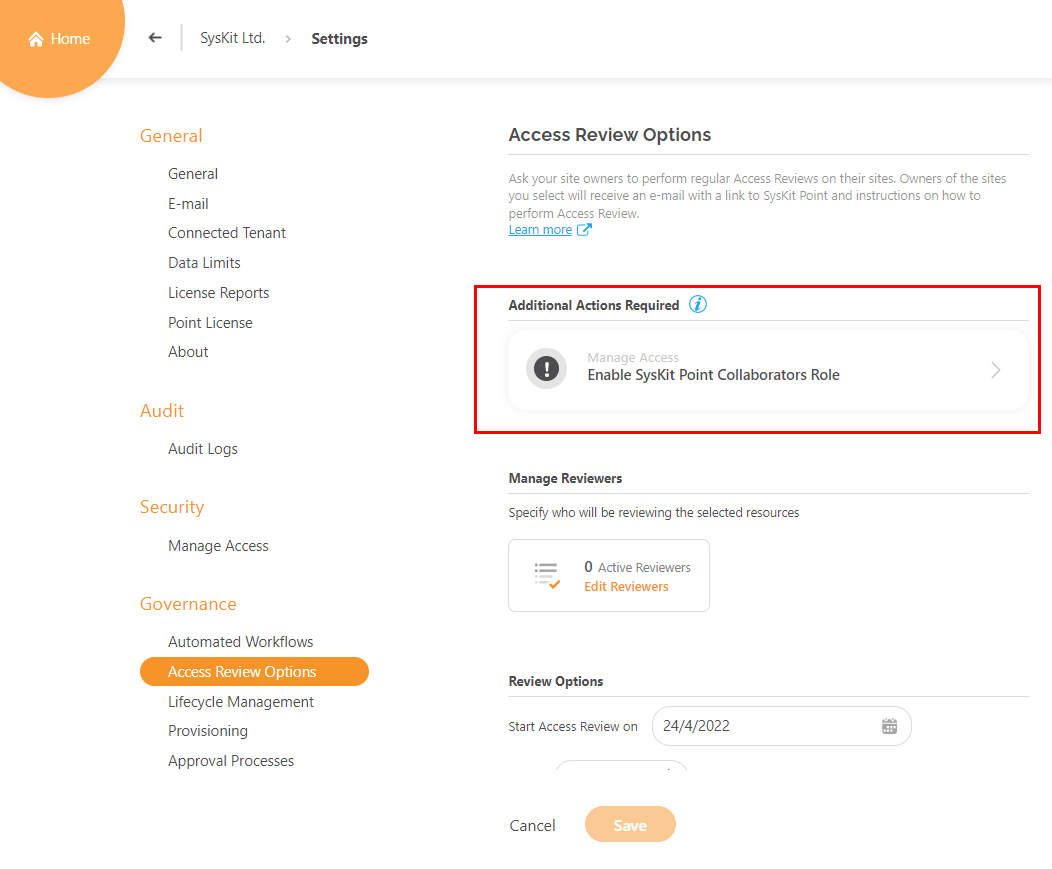 Home
SysKit Ltd.
Settings
General
General
E-mail
Connected Tenant
Data Limits
License Reports
Point License
About
Audit
Audit Logs
Security
Manage Access
Governance
Automated Workflows
Access Review Options
Lifecycle Management
Provisioning
Approval Processes
Access Review Options
Ask your site owners to perform regular Access Reviews on their sites. Owners of the sites
you select will receive an e-mail with a link to SysKit Point and instructions on how to
perform Access Review.
Learn more
Additional Actions Required
Manage Access
Enable SysKit Point Collaborators Role
Manage Reviewers
Specify who will be reviewing the selected resources
0 Active Reviewers
Edit Reviewers
Review Options
Start Access Review on 24/4/2022
Cancel Save